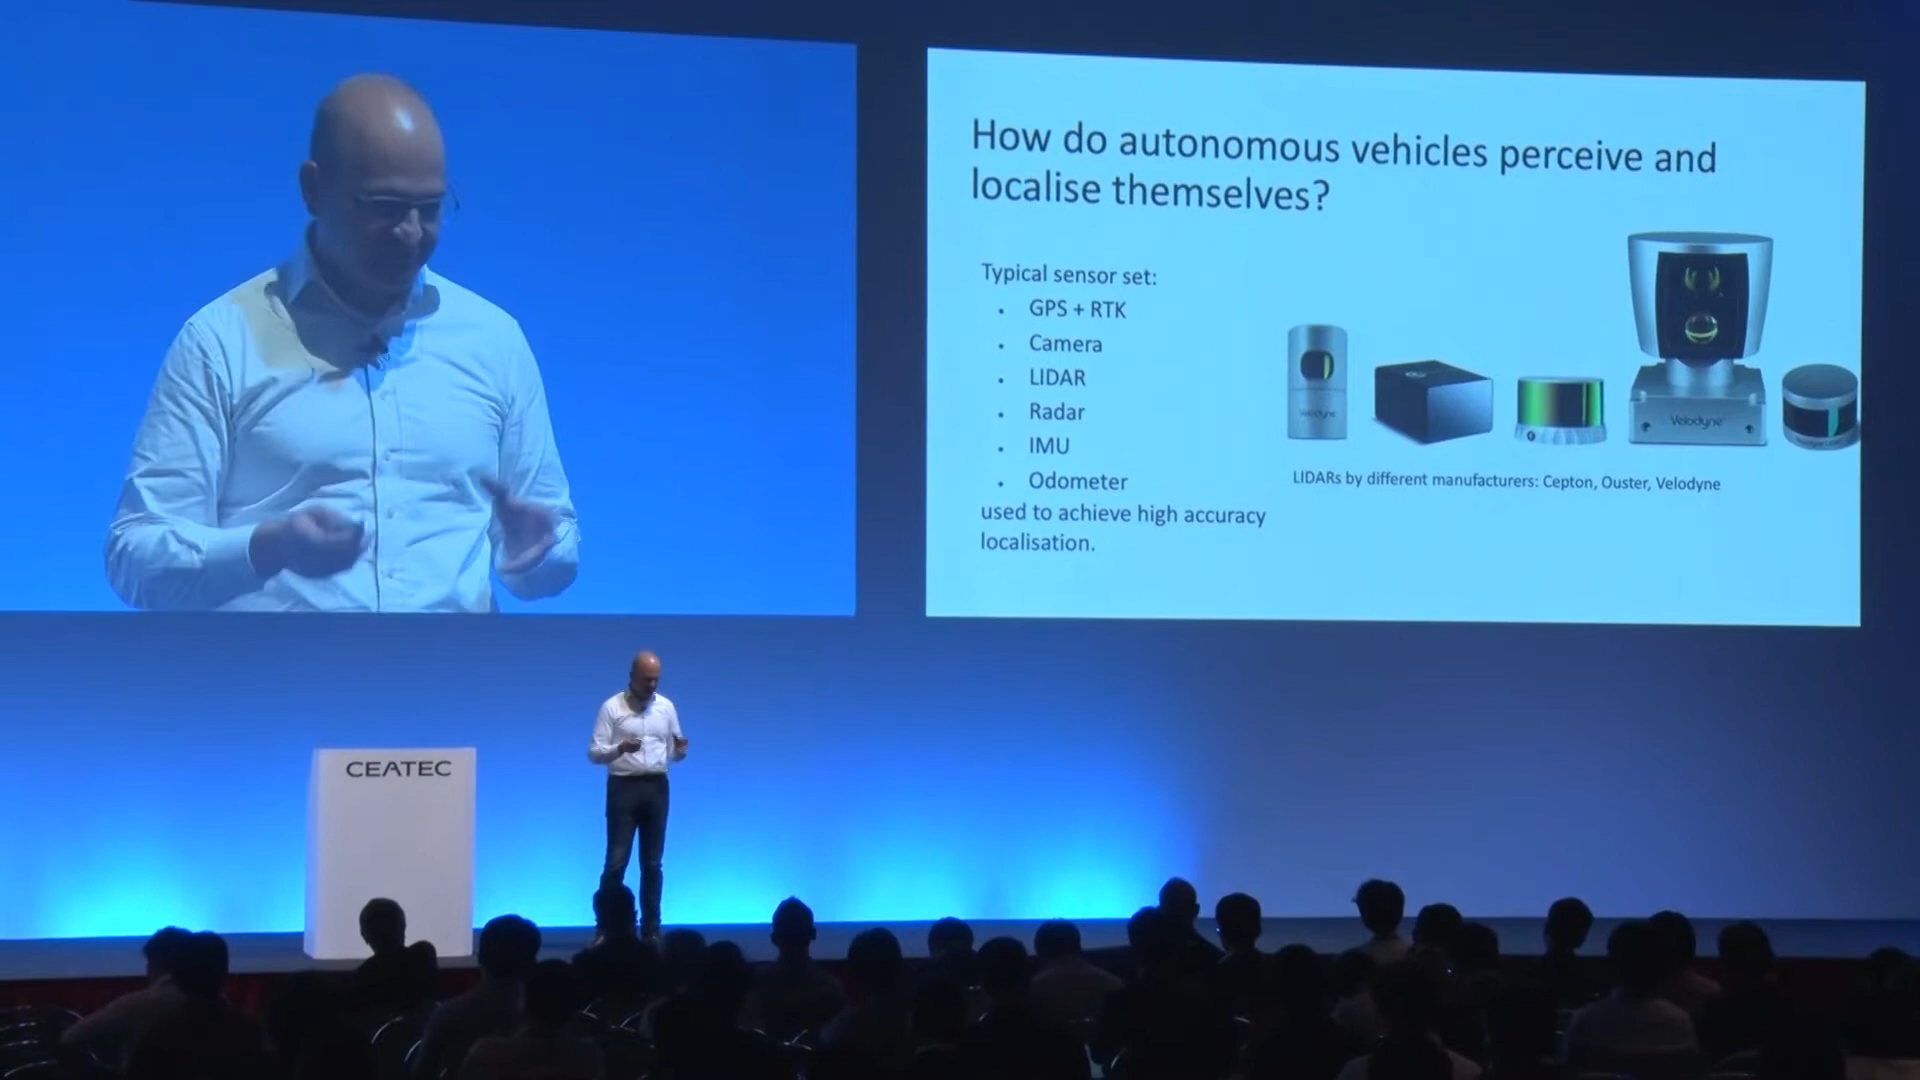 How do autonomous vehicles perceive and
localise themselves?
Typical sensor set:
• GPS + RTK
• Camera
• LIDAR
• Radar
• IMU
• Odometer
used to achieve high accuracy
localisation.
Velodyne
Velodyne
LIDARs by different manufacturers: Cepton, Ouster, Velodyne
CEATEC